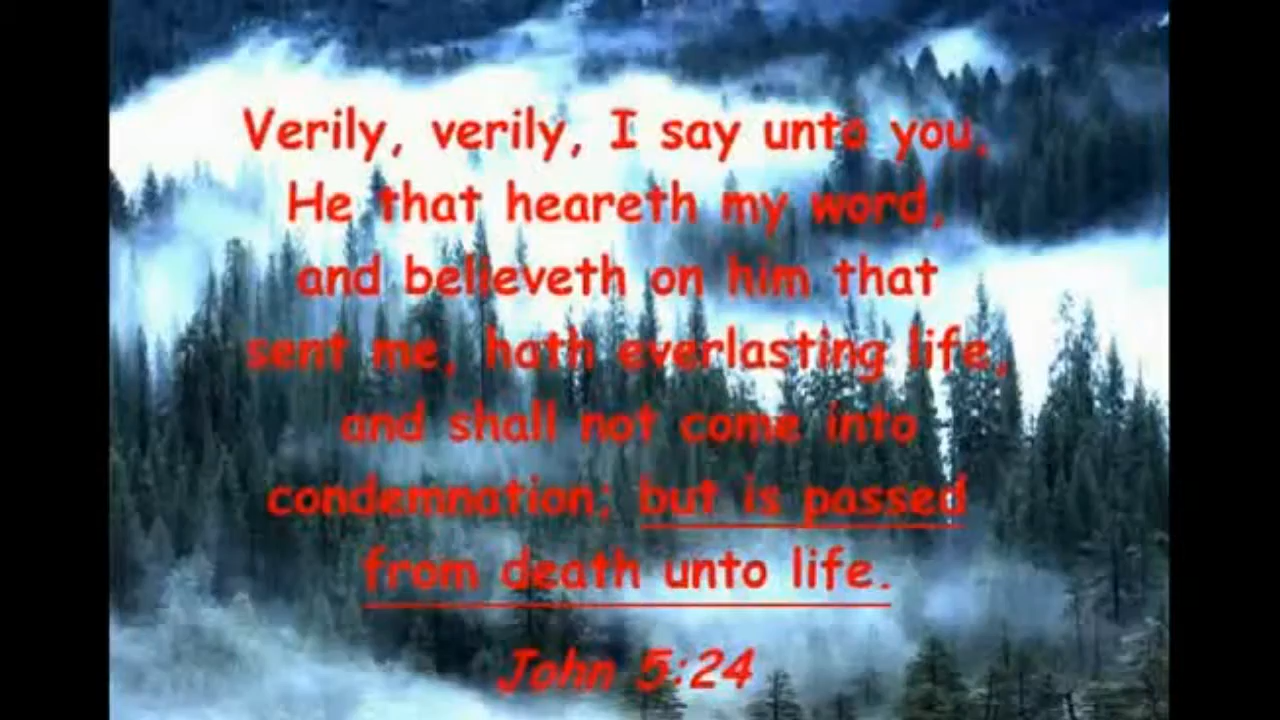 Verily, verily, I say unto you,
He that heareth my word,
and believeth on him that
sent me, hath everlasting life,
and shall not come into
condemnation; but is passed
from death unto life.
John 5:24